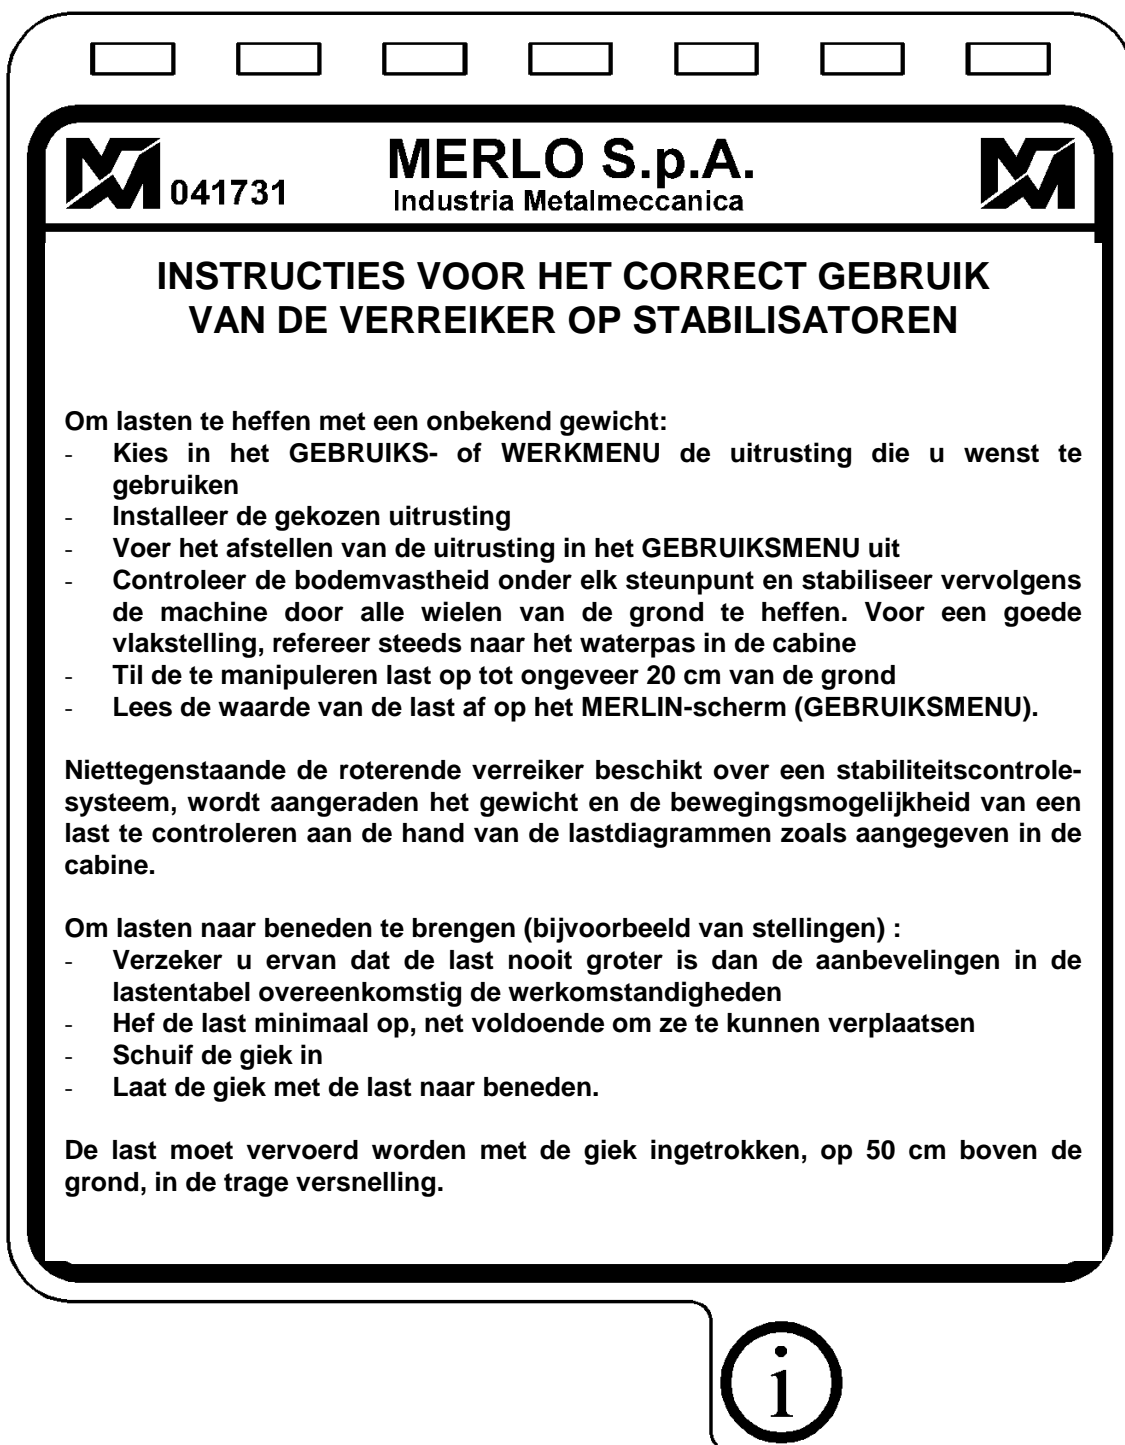 MERLO S.p.A.
041731
Industria Metalmeccanica
INSTRUCTIES VOOR HET CORRECT GEBRUIK
VAN DE VERREIKER OP STABILISATOREN
Om lasten te heffen met een onbekend gewicht:
- Kies in het GEBRUIKS- of WERKMENU de uitrusting die u wenst te
gebruiken
- Installeer de gekozen uitrusting
- Voer het afstellen van de uitrusting in het GEBRUIKSMENU uit
- Controleer de bodemvastheid onder elk steunpunt en stabiliseer vervolgens
de machine door alle wielen van de grond te heffen. Voor een goede
vlakstelling, refereer steeds naar het waterpas in de cabine
- Til de te manipuleren last op tot ongeveer 20 cm van de grond
- Lees de waarde van de last af op het MERLIN-scherm (GEBRUIKSMENU).
Niettegenstaande de roterende verreiker beschikt over een stabiliteitscontrole-
systeem, wordt aangeraden het gewicht en de bewegingsmogelijkheid van een
last te controleren aan de hand van de lastdiagrammen zoals aangegeven in de
cabine.
Om lasten naar beneden te brengen (bijvoorbeeld van stellingen) :
- Verzeker u ervan dat de last nooit groter is dan de aanbevelingen in de
lastentabel overeenkomstig de werkomstandigheden
- Hef de last minimaal op, net voldoende om ze te kunnen verplaatsen
- Schuif de giek in
- Laat de giek met de last naar beneden.
De last moet vervoerd worden met de giek ingetrokken, op 50 cm boven de
grond, in de trage versnelling.
i